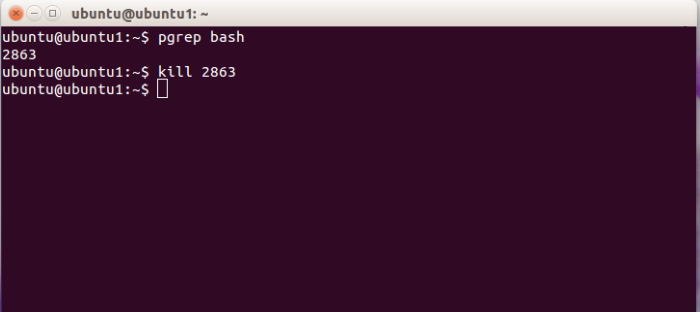 ubuntu@ubuntu1: ~
ubuntu@ubuntu1:~$ pgrep bash
2863
ubuntu@ubuntu1:~$ kill 2863
ubuntu@ubuntu1:~$